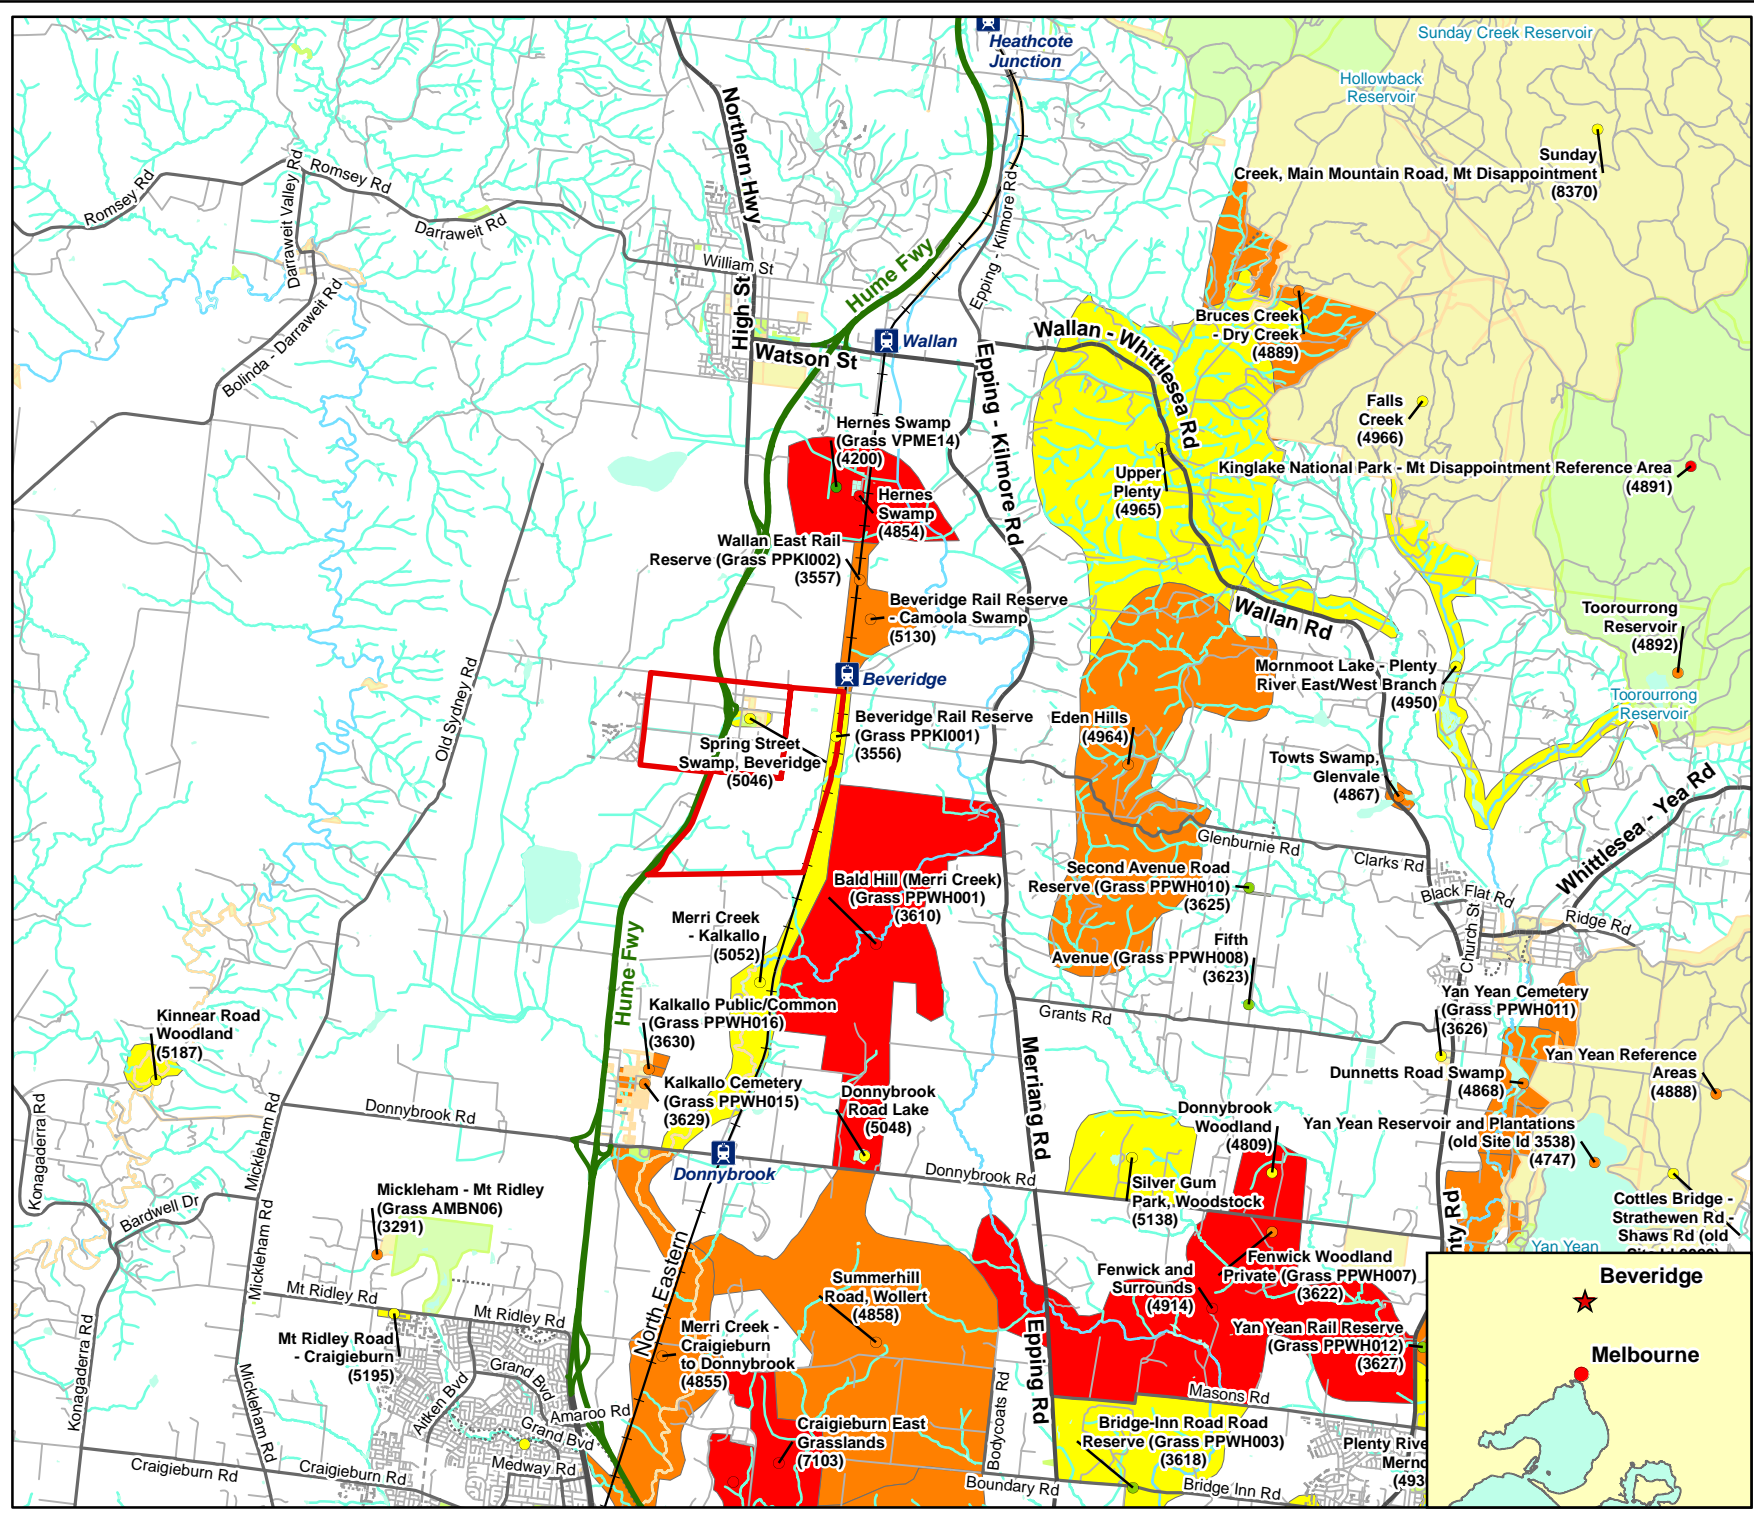 Heathcote
Junction
Sunday Creek Reservoir
Hollowback
Reservoir
Northern Hwy
Sunday
Creek, Main Mountain Road, Mt Disappointment
(8370)
Romsey Rd
Romsey Rd
Darraweit Valley Rd
Darraweit Rd
William St
High St
Hume Fwy
Epping - Kilmore Rd
Bolinda - Darraweit Rd
Bruces Creek
- Dry Creek
(4889)
Wallan
Watson St
Wallan - Whittlesea Rd
Epping - Kilmore Rd
Falls
Creek
(4966)
Hernes Swamp
(Grass VPME14)
(4200)
Kinglake National Park - Mt Disappointment Reference Area
(4891)
Upper
Plenty
(4965)
Hernes
Swamp
(4854)
Wallan East Rail
Reserve (Grass PPKI002)
(3557)
Beveridge Rail Reserve
- Camoola Swamp
(5130)
Wallan Rd
Toorourrong
Reservoir
(4892)
Old Sydney Rd
Beveridge
Mornmoot Lake - Plenty
River East/West Branch
(4950)
Toorourrong
Reservoir
Beveridge Rail Reserve
(Grass PPKI001)
(3556)
Eden Hills
(4964)
Spring Street
Swamp, Beveridge
(5046)
Towts Swamp,
Glenvale
(4867)
Whittlesea - Yea Rd
Glenburnie Rd
Clarks Rd
Second Avenue Road
Reserve (Grass PPWH010)
(3625)
Bald Hill (Merri Creek)
(Grass PPWH001)
(3610)
Black Flat Rd
Church St
Ridge Rd
Merri Creek
- Kalkallo
(5052)
Hume Fwy
Fifth
Avenue (Grass PPWH008)
(3623)
Yan Yean Cemetery
(Grass PPWH011)
(3626)
Kinnear Road
Woodland
(5187)
Kalkallo Public/Common
(Grass PPWH016)
(3630)
Grants Rd
Merriang Rd
Yan Yean Reference
Areas
(4888)
Dunnetts Road Swamp
(4868)
Kalkallo Cemetery
(Grass PPWH015)
(3629)
Donnybrook
Road Lake
(5048)
Donnybrook Rd
Konagaderra Rd
Mickleham Rd
Donnybrook
Woodland
(4809)
Yan Yean Reservoir and Plantations
(old Site Id 3538)
(4747)
Donnybrook
Donnybrook Rd
Bardwell Dr
Mickleham - Mt Ridley
(Grass AMBN06)
(3291)
Silver Gum
Park, Woodstock
(5138)
Cottles Bridge -
Strathewen Rd -
Shaws Rd (old
Yan Yean
nty Rd
Mickleham Rd
North Eastern
Summerhill
Road, Wollert
(4858)
Fenwick and
Surrounds
(4914)
Fenwick Woodland
Private (Grass PPWH007)
(3622)
Beveridge
Mt Ridley Rd
Mt Ridley Rd
Mt Ridley Road
- Craigieburn
(5195)
Konagaderra Rd
Mickleham Rd
Merri Creek -
Craigieburn
to Donnybrook
(4855)
Yan Yean Rail Reserve
(Grass PPWH012)
(3627)
Melbourne
Grand Bvd
Aitken Bvd
Amaroo Rd
Grand Bvd
Epping Rd
Bodycoats Rd
Masons Rd
Bridge-Inn Road Road
Reserve (Grass PPWH003)
(3618)
Craigieburn East
Grasslands
(7103)
Plenty Rive
Mernd
(493
Craigieburn Rd
Craigieburn Rd
Medway Rd
Boundary Rd
Bridge Inn Rd